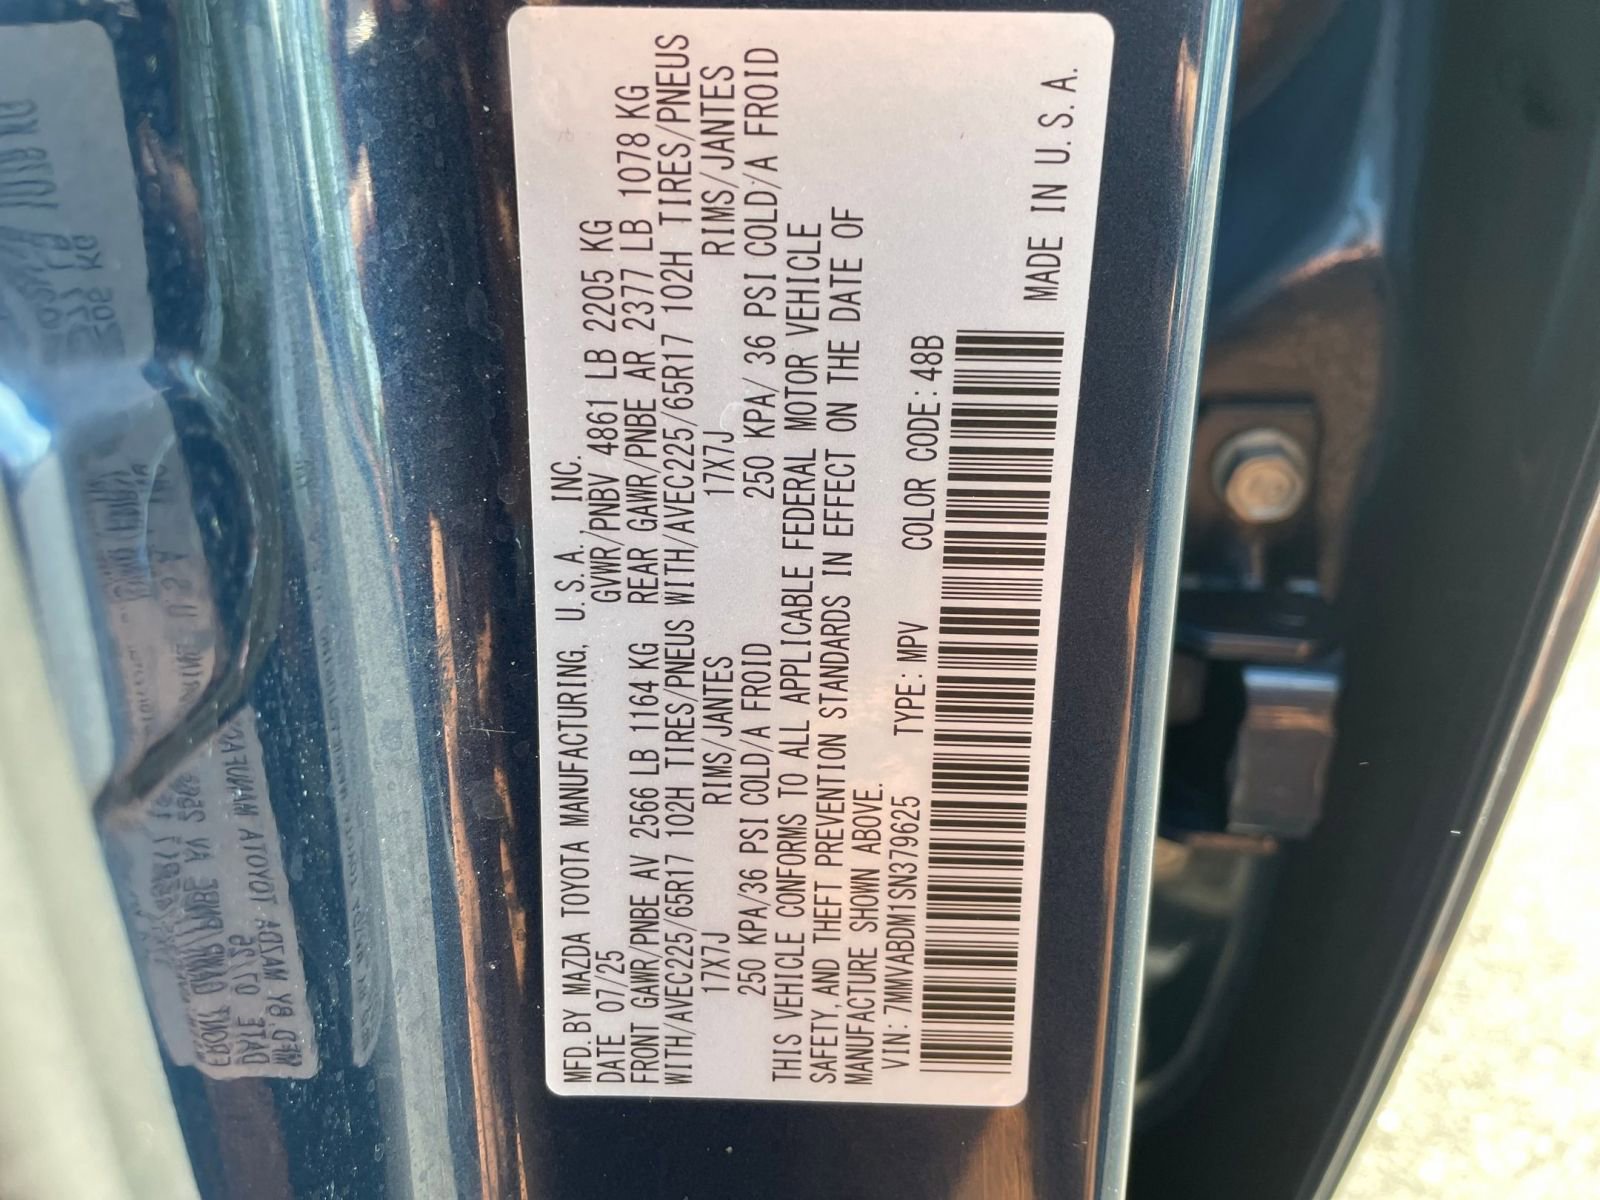 MFD. BY MAZDA TOYOTA MANUFACTURING, U. S. A. INC.
DATE 07/25 GVWR/PNBV 4861 LB 2205 KG
FRONT GAWR/PNBE AV 2566 LB 1164 KG REAR GAWR/PNBE AR 2377 LB 1078 KG
WITH/AVEC225/65R17 102H TIRES/PNEUS WITH/AVEC225/65R17 102H TIRES/PNEUS
17X7J RIMS/JANTES 17X7J RIMS/JANTES
250 KPA/36 PSI COLD/A FROID 250 KPA/ 36 PSI COLD/A FROID
THIS VEHICLE CONFORMS TO ALL APPLICABLE FEDERAL MOTOR VEHICLE
SAFETY, AND THEFT PREVENTION STANDARDS IN EFFECT ON THE DATE OF
MANUFACTURE SHOWN ABOVE.
VIN: 7MMVABDM1SN379625 TYPE: MPV COLOR CODE: 48B
MADE IN U. S. A.